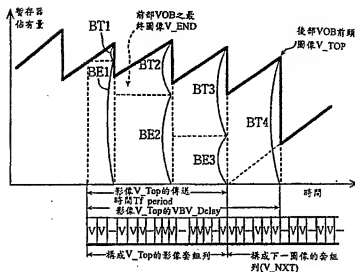 暫存器
佔有量
前部VOB之最
終圖像V_END
後部VOB前頭
圖像V_TOP
BT1
BT2
BT3
BT4
BE1
BE2
BE3
影像V_Top的傳送
時間Tf period
時間
影像V_Top的VBV_Delay
V V V V V V V V V V V V V V
構成V_Top的影像套組列
構成下一圖像的套組
列(V_NXT)